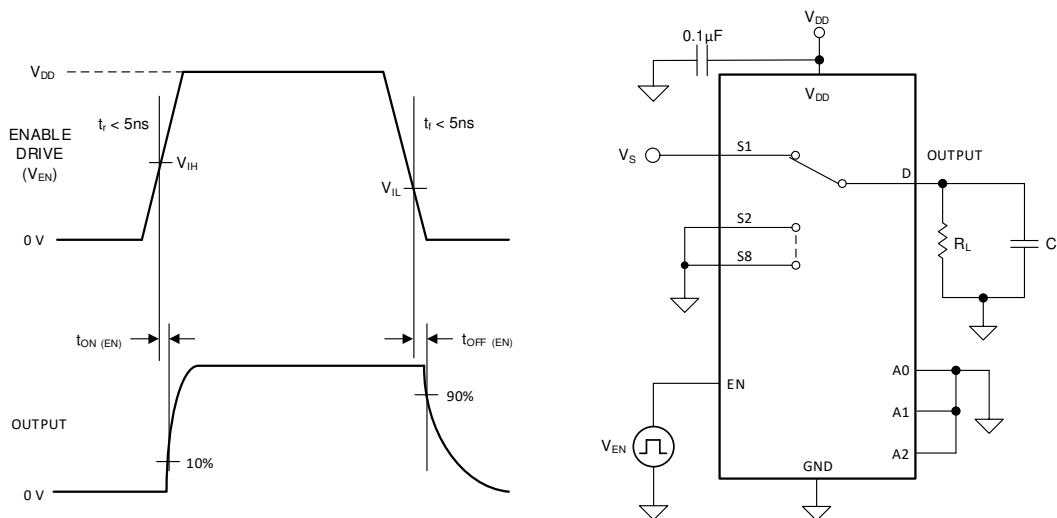 V_DD
t_r < 5ns
t_f < 5ns
ENABLE
DRIVE
(V_EN)
V_IH
V_IL
0 V
t_ON (EN)
t_OFF (EN)
90%
OUTPUT
10%
0 V
V_DD
0.1µF
V_DD
V_S
S1
OUTPUT
D
S2
R_L
C
S8
A0
EN
A1
V_EN
A2
GND